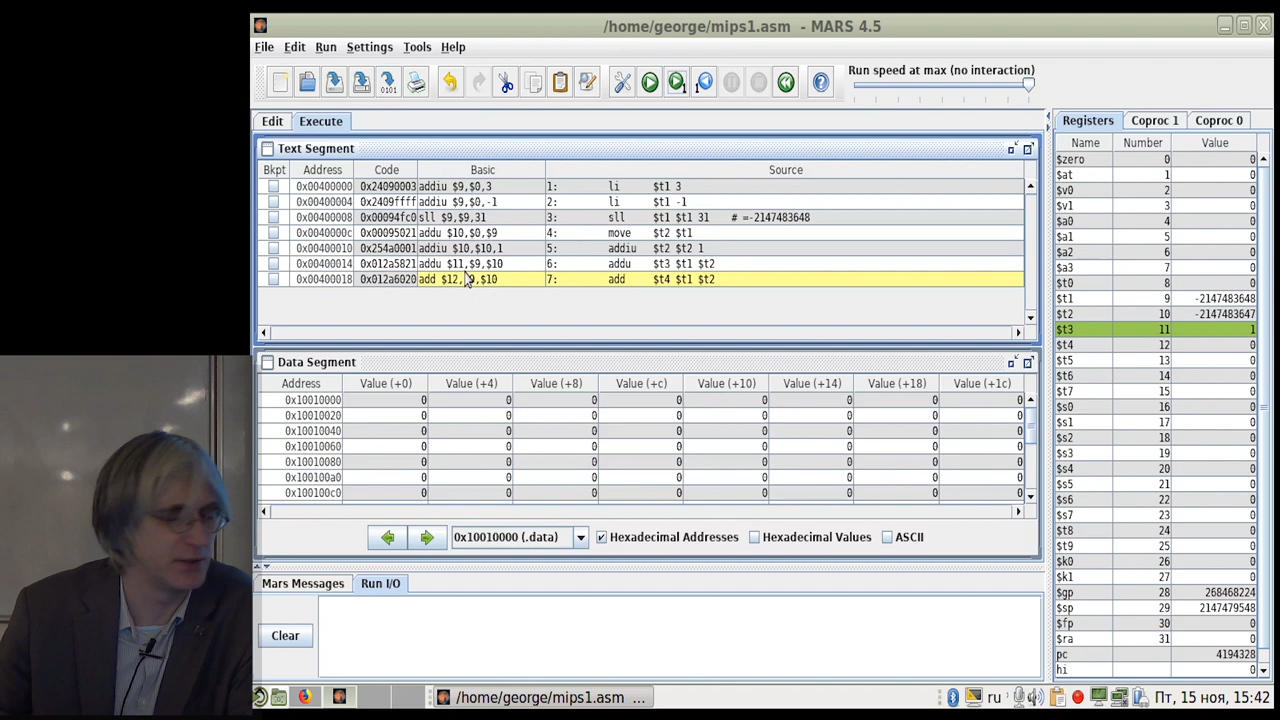 /home/george/mips1.asm - MARS 4.5
File Edit Run Settings Tools Help
Run speed at max (no interaction)
Edit Execute
Text Segment
Bkpt Address Code Basic Source
0x00400000 0x24090003 addiu $9,$0,3 1: li $t1 3
0x00400004 0x2409ffff addiu $9,$0,-1 2: li $t1 -1
0x00400008 0x00094fc0 sll $9,$9,31 3: sll $t1 $t1 31 # =-2147483648
0x0040000c 0x00095021 addu $10,$0,$9 4: move $t2 $t1
0x00400010 0x254a0001 addiu $10,$10,1 5: addiu $t2 $t2 1
0x00400014 0x012a5821 addu $11,$9,$10 6: addu $t3 $t1 $t2
0x00400018 0x012a6020 add $12,$9,$10 7: add $t4 $t1 $t2
Data Segment
Address Value (+0) Value (+4) Value (+8) Value (+c) Value (+10) Value (+14) Value (+18) Value (+1c)
0x10010000 0 0 0 0 0 0 0 0
0x10010020 0 0 0 0 0 0 0 0
0x10010040 0 0 0 0 0 0 0 0
0x10010060 0 0 0 0 0 0 0 0
0x10010080 0 0 0 0 0 0 0 0
0x100100a0 0 0 0 0 0 0 0 0
0x100100c0 0 0 0 0 0 0 0 0
0x10010000 (.data) Hexadecimal Addresses Hexadecimal Values ASCII
Mars Messages Run I/O
Clear
Registers Coproc 1 Coproc 0
Name Number Value
$zero 0 0
$at 1 0
$v0 2 0
$v1 3 0
$a0 4 0
$a1 5 0
$a2 6 0
$a3 7 0
$t0 8 0
$t1 9 -2147483648
$t2 10 -2147483647
$t3 11 1
$t4 12 0
$t5 13 0
$t6 14 0
$t7 15 0
$s0 16 0
$s1 17 0
$s2 18 0
$s3 19 0
$s4 20 0
$s5 21 0
$s6 22 0
$s7 23 0
$t8 24 0
$t9 25 0
$k0 26 0
$k1 27 0
$gp 28 268468224
$sp 29 2147479548
$fp 30 0
$ra 31 0
pc 4194328
hi 0
/home/george/mips1.asm ... ru Пт, 15 ноя, 15:42